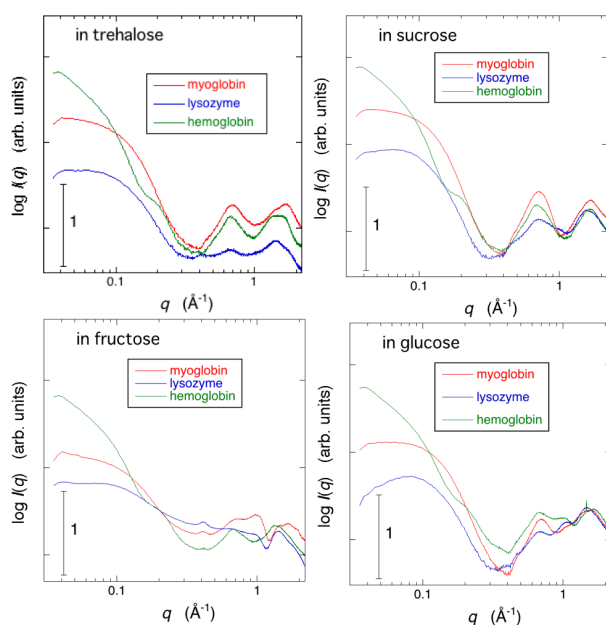 in trehalose
myoglobin
lysozyme
hemoglobin
log I(q) (arb. units)
1
0.1
1
q (Å⁻¹)
in sucrose
myoglobin
lysozyme
hemoglobin
log I(q) (arb. units)
1
0.1
1
q (Å⁻¹)
in fructose
myoglobin
lysozyme
hemoglobin
log I(q) (arb. units)
1
0.1
1
q (Å⁻¹)
in glucose
myoglobin
lysozyme
hemoglobin
log I(q) (arb. units)
1
0.1
1
q (Å⁻¹)